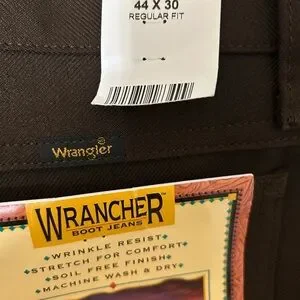 44 X 30
REGULAR FIT
Wrangler
WRANCHER
BOOT JEANS
WRINKLE RESIST
STRETCH FOR COMFORT
SOIL FREE FINISH
MACHINE WASH & DRY